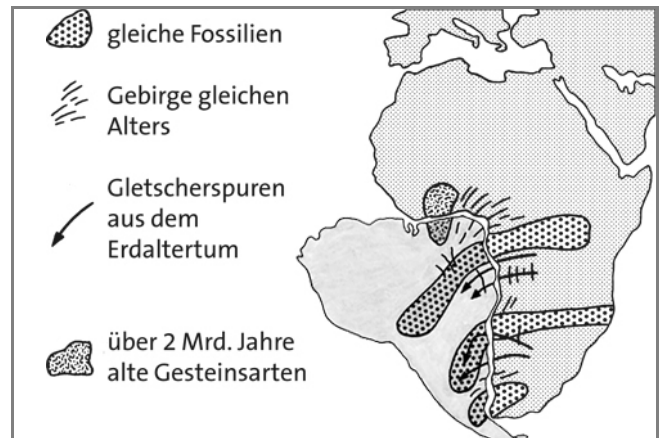 gleiche Fossilien
Gebirge gleichen
Alters
Gletscherspuren
aus dem
Erdaltertum
über 2 Mrd. Jahre
alte Gesteinsarten